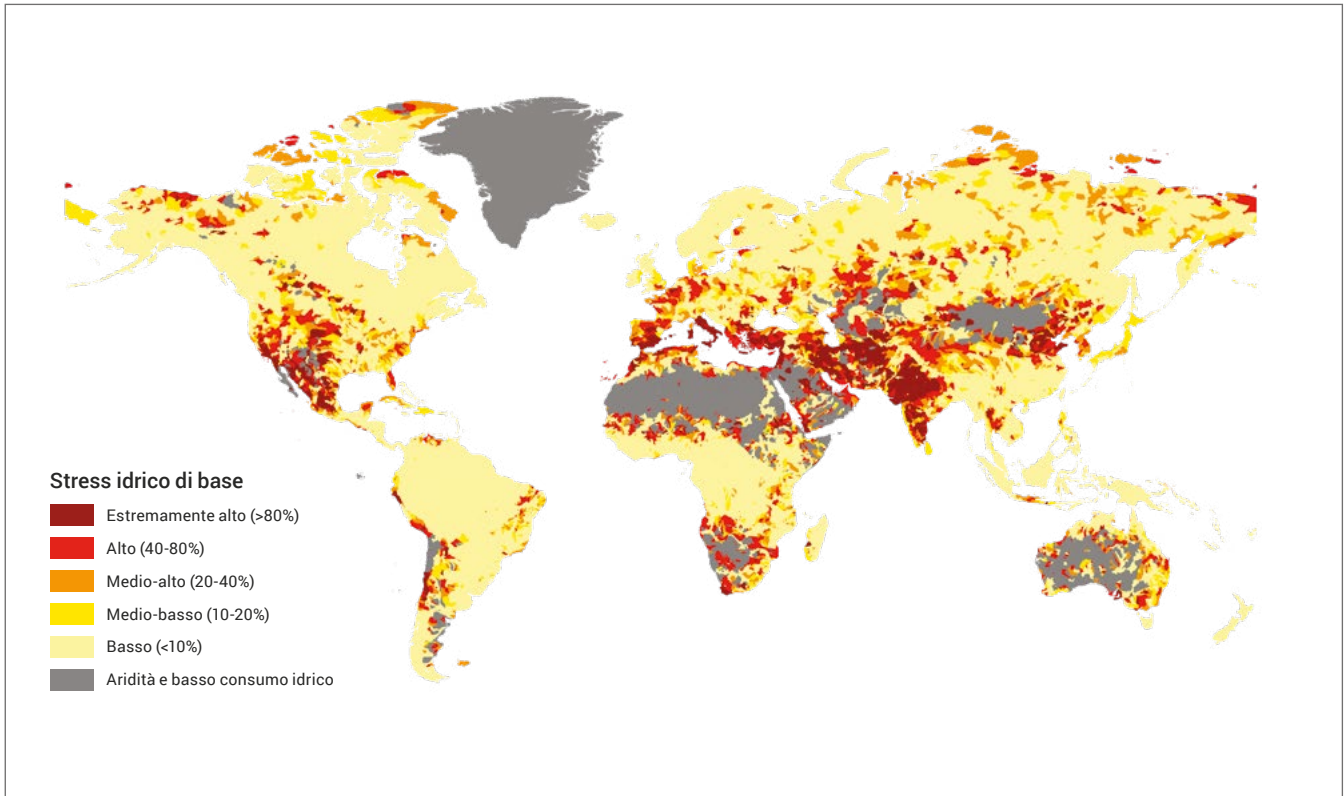 Stress idrico di base
Estremamente alto (>80%)
Alto (40-80%)
Medio-alto (20-40%)
Medio-basso (10-20%)
Basso (<10%)
Aridità e basso consumo idrico